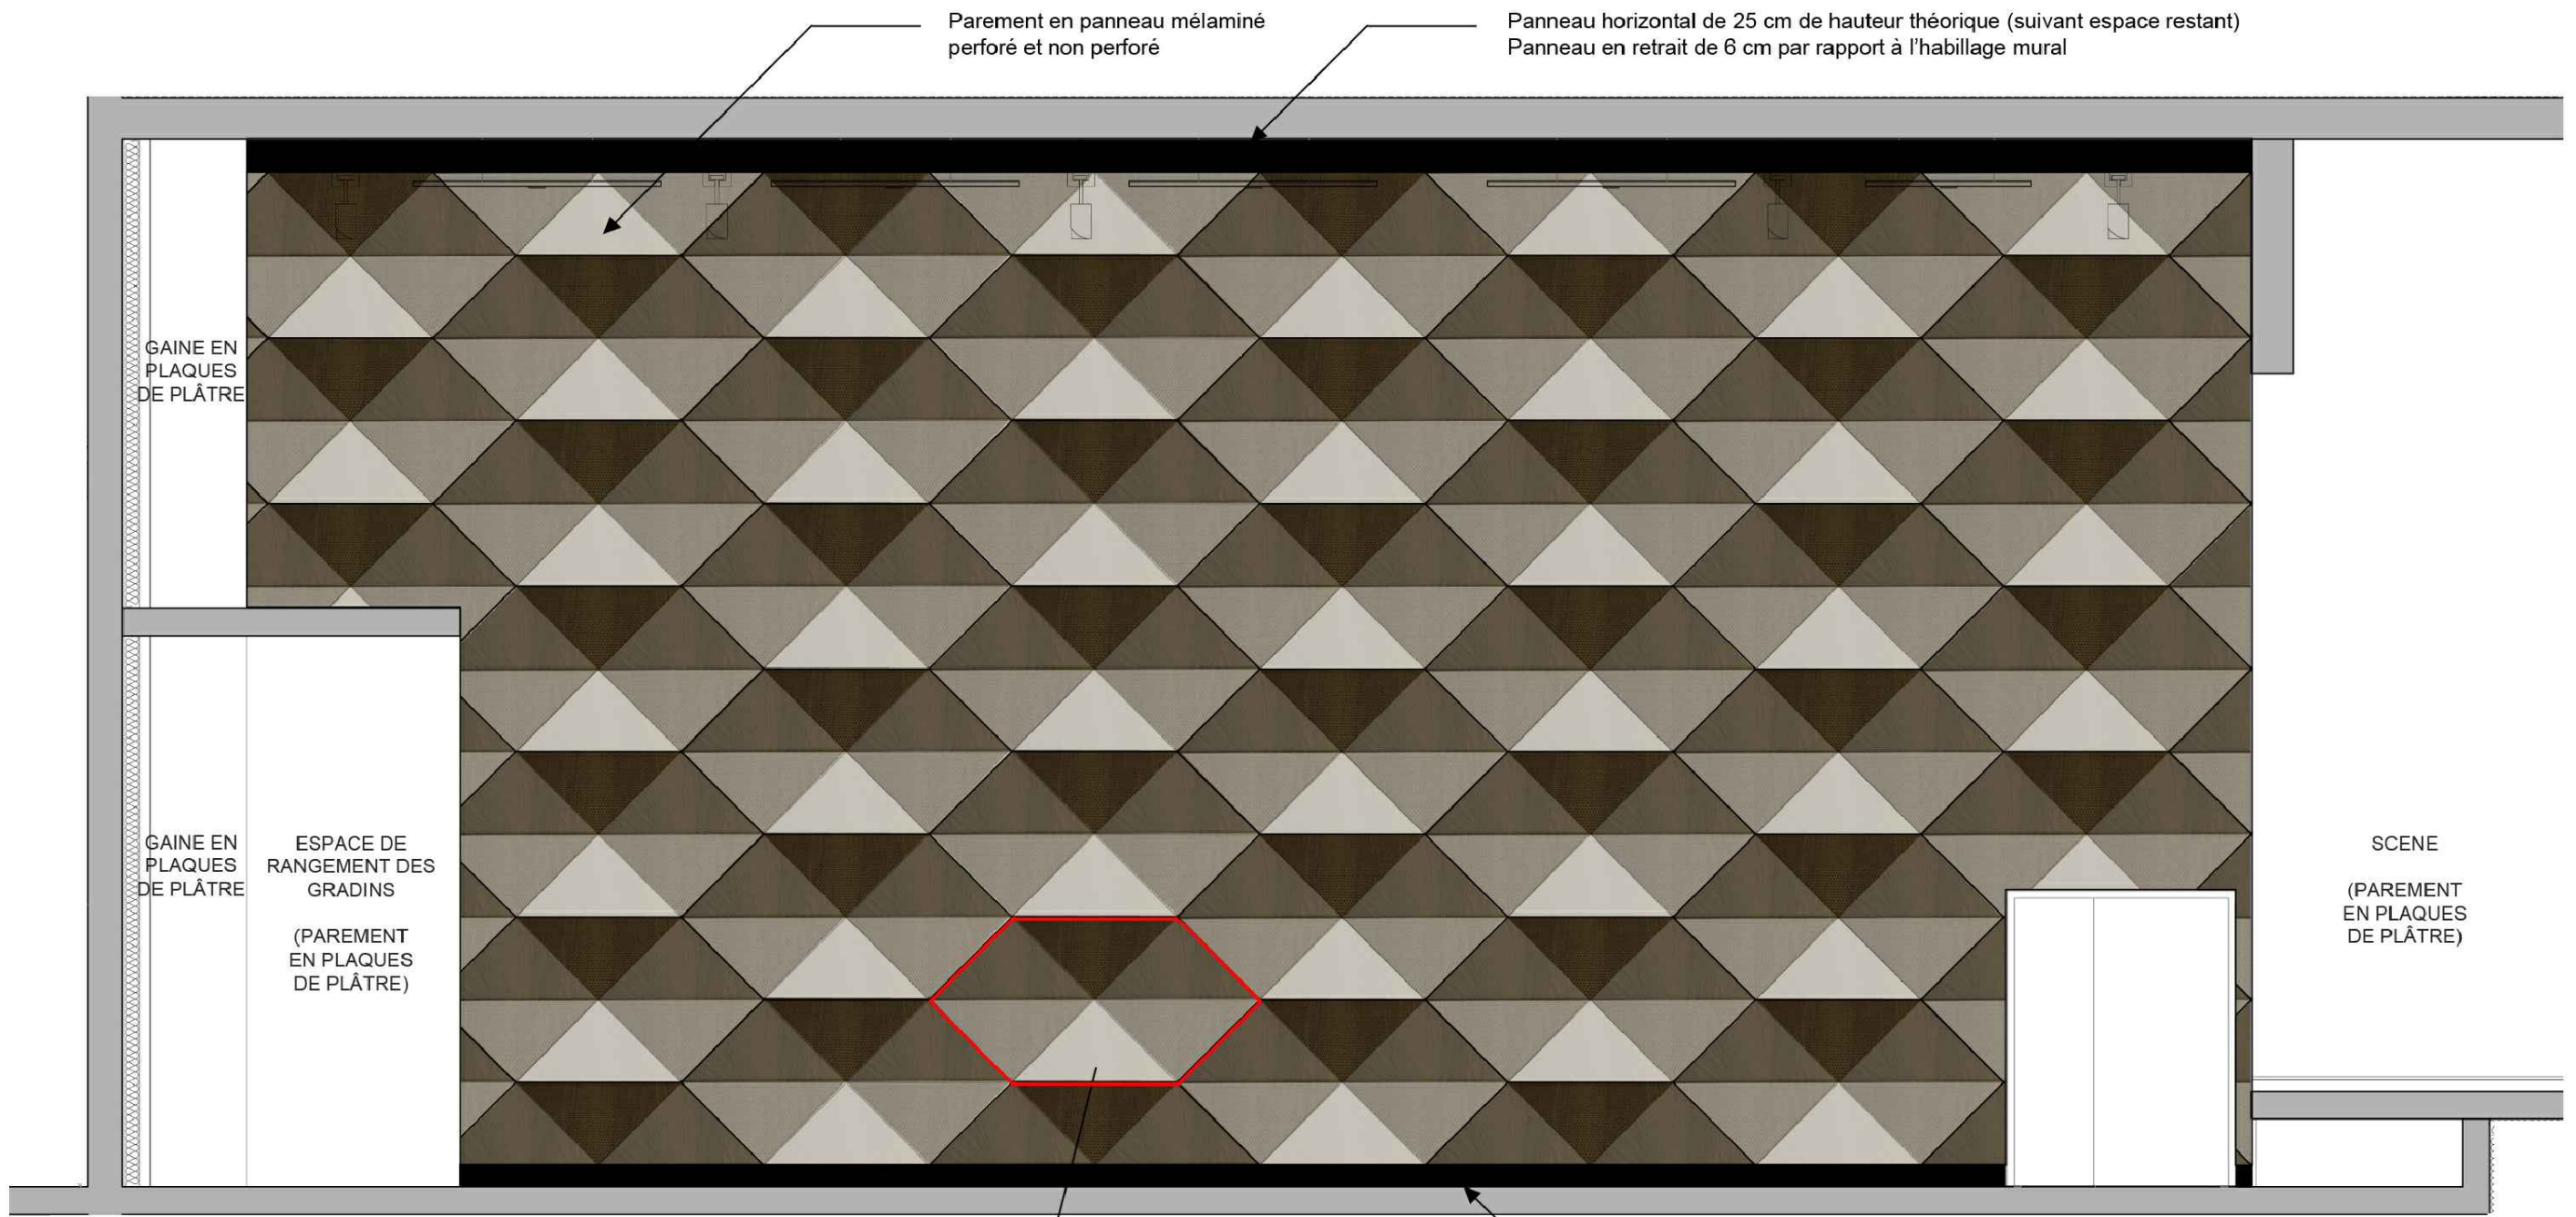 Parement en panneau mélaminé
perforé et non perforé
Panneau horizontal de 25 cm de hauteur théorique (suivant espace restant)
Panneau en retrait de 6 cm par rapport à l'habillage mural
GAINE EN
PLAQUES
DE PLÂTRE
GAINE EN
PLAQUES
DE PLÂTRE
ESPACE DE
RANGEMENT DES
GRADINS
(PAREMENT
EN PLAQUES
DE PLÂTRE)
SCENE
(PAREMENT
EN PLAQUES
DE PLÂTRE)